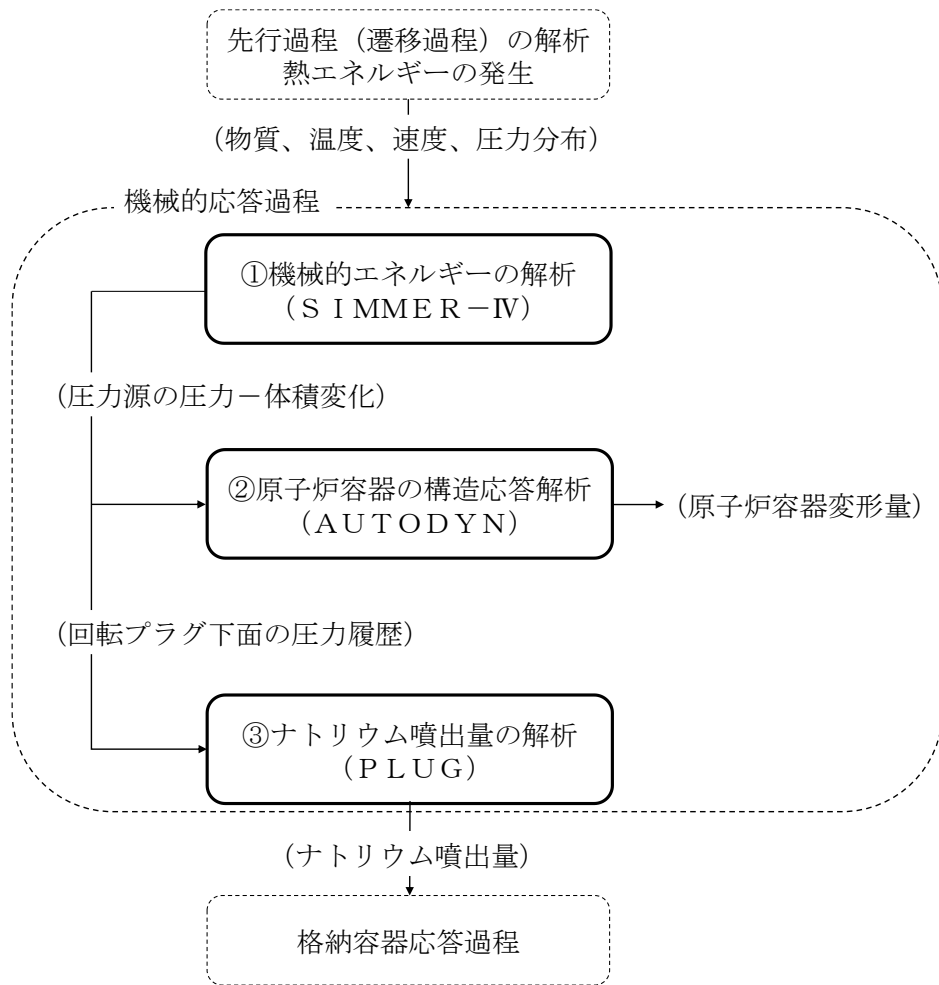 先行過程（遷移過程）の解析
熱エネルギーの発生
（物質、温度、速度、圧力分布）
機械的応答過程
①機械的エネルギーの解析
（ＳＩＭＭＥＲ－Ⅳ）
（圧力源の圧力－体積変化）
②原子炉容器の構造応答解析
（ＡＵＴＯＤＹＮ）
（原子炉容器変形量）
（回転プラグ下面の圧力履歴）
③ナトリウム噴出量の解析
（ＰＬＵＧ）
（ナトリウム噴出量）
格納容器応答過程